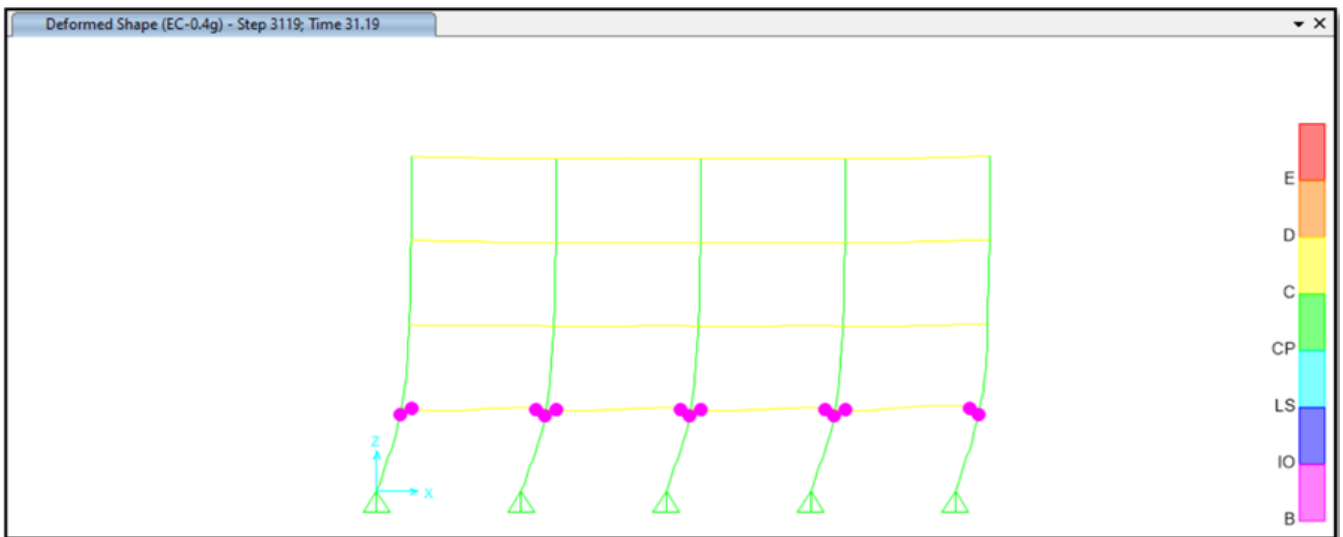 Deformed Shape (EC-0.4g) - Step 3119; Time 31.19
E
D
C
CP
LS
IO
B
Z
X